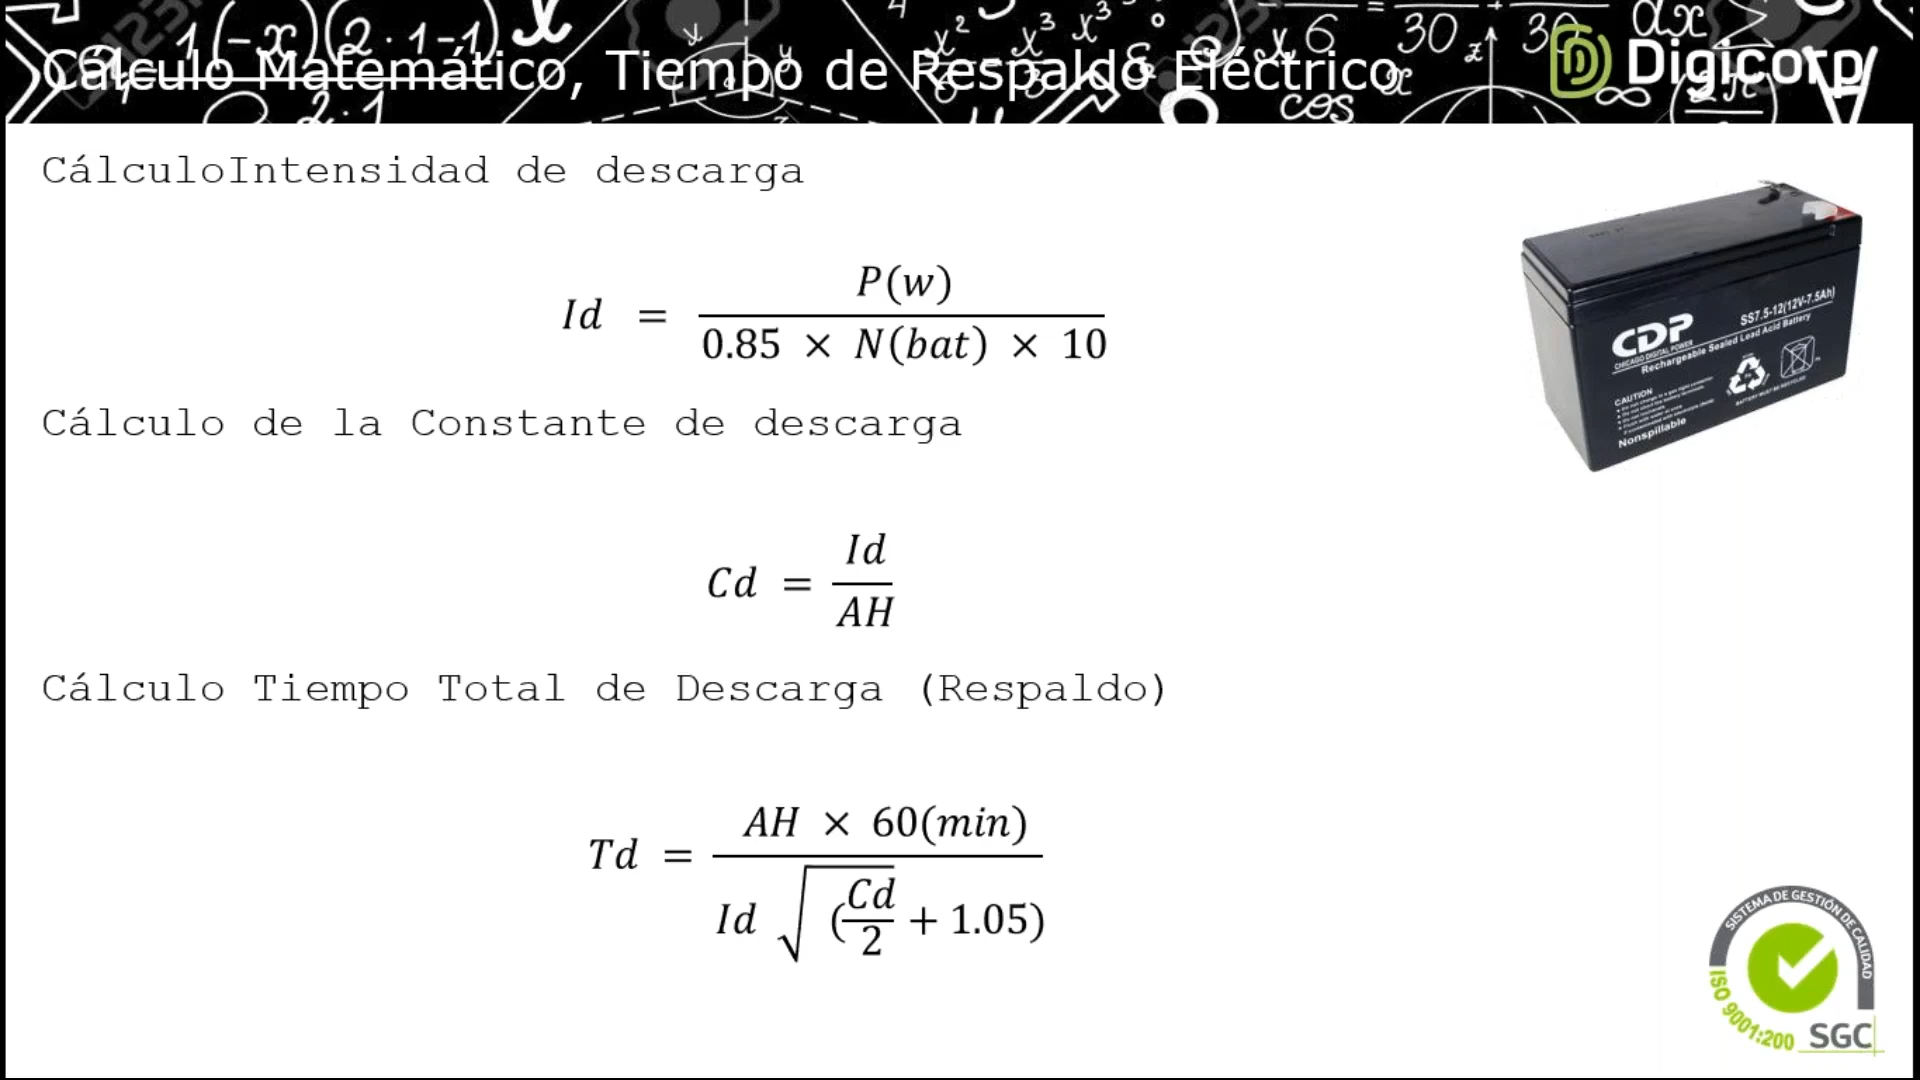 Cálculo Matemático, Tiempo de Respaldo Eléctrico
Digicorp
CálculoIntensidad de descarga
Id = P(w) / 0.85 × N(bat) × 10
Cálculo de la Constante de descarga
Cd = Id / AH
Cálculo Tiempo Total de Descarga (Respaldo)
Td = AH × 60(min) / Id √(Cd/2 + 1.05)
SS7.5-12(12V-7.5Ah)
CDP
CHICAGO DIGITAL POWER
Rechargeable Sealed Lead Acid Battery
CAUTION
Nonspillable
SISTEMA DE GESTIÓN DE CALIDAD
ISO 9001:200
SGC